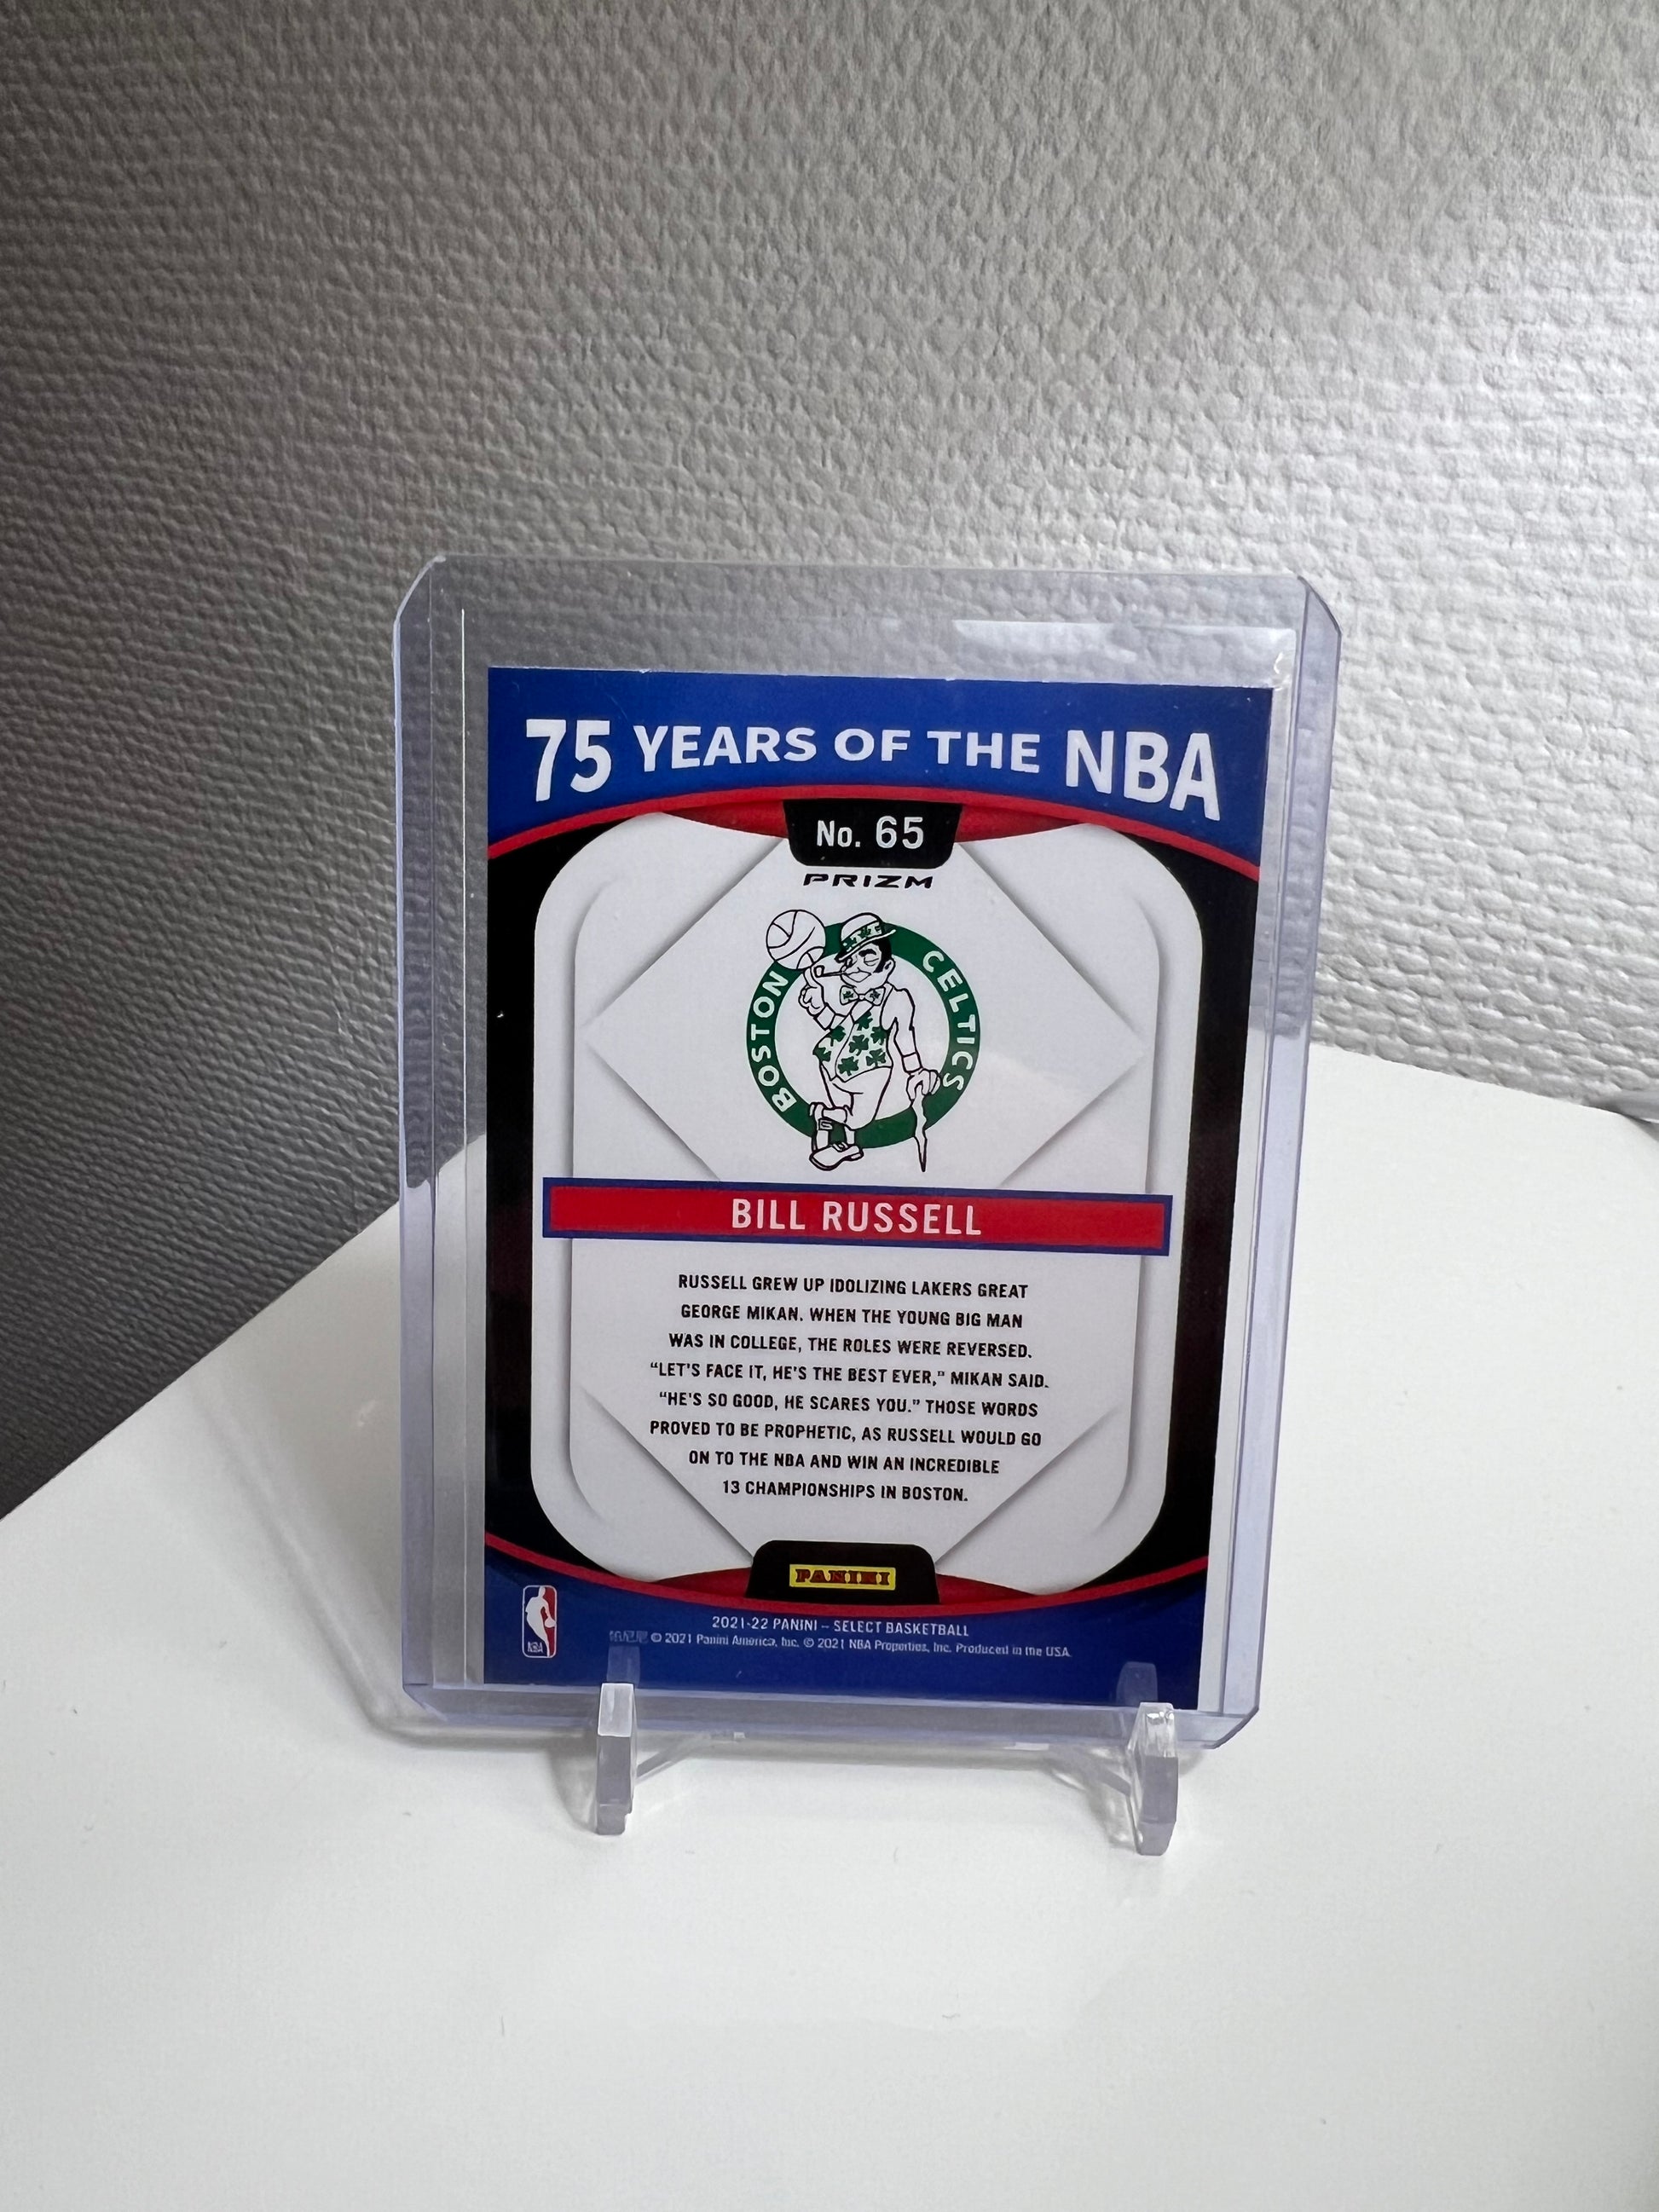 75 YEARS OF THE NBA
No. 65
PRIZM
BOSTON CELTICS
BILL RUSSELL
RUSSELL GREW UP IDOLIZING LAKERS GREAT
GEORGE MIKAN. WHEN THE YOUNG BIG MAN
WAS IN COLLEGE, THE ROLES WERE REVERSED.
“LET'S FACE IT, HE'S THE BEST EVER,” MIKAN SAID.
“HE'S SO GOOD, HE SCARES YOU.” THOSE WORDS
PROVED TO BE PROPHETIC, AS RUSSELL WOULD GO
ON TO THE NBA AND WIN AN INCREDIBLE
13 CHAMPIONSHIPS IN BOSTON.
PANINI
NBA
2021-22 PANINI – SELECT BASKETBALL
© 2021 Panini America, Inc. © 2021 NBA Properties, Inc. Produced in the USA.